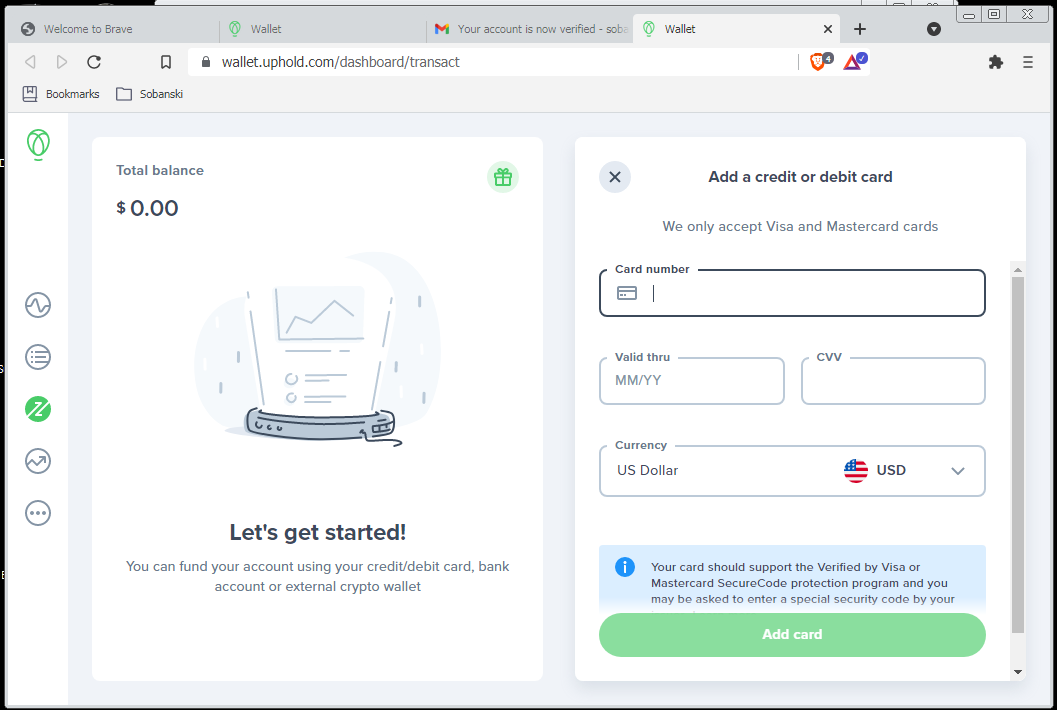 Welcome to Brave
Wallet
Your account is now verified - soba
Wallet
wallet.uphold.com/dashboard/transact
4
Bookmarks
Sobanski
Total balance
$ 0.00
Let's get started!
You can fund your account using your credit/debit card, bank
account or external crypto wallet
Add a credit or debit card
We only accept Visa and Mastercard cards
Card number
Valid thru
MM/YY
CVV
Currency
US Dollar
USD
Your card should support the Verified by Visa or
Mastercard SecureCode protection program and you
may be asked to enter a special security code by your
Add card